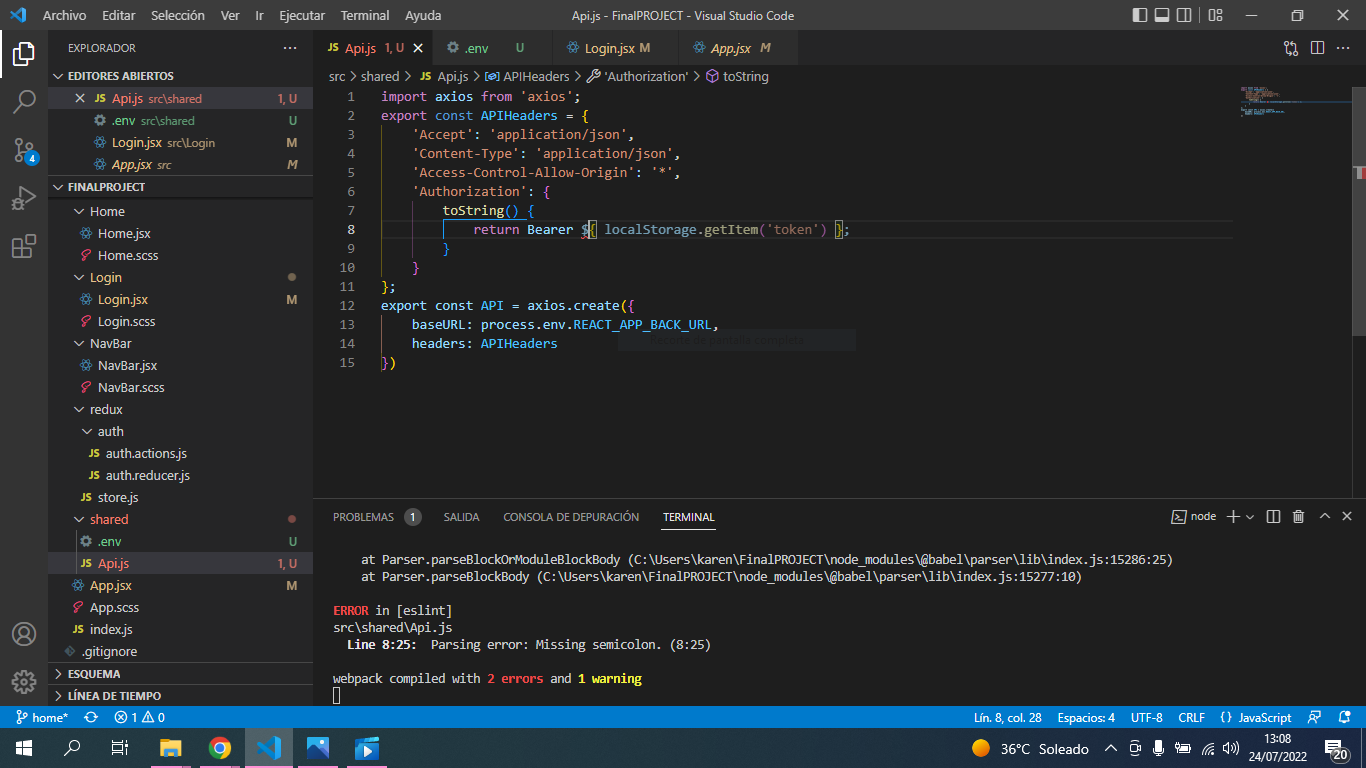 Archivo Editar Selección Ver Ir Ejecutar Terminal Ayuda
Api.js - FinalPROJECT - Visual Studio Code
EXPLORADOR
EDITORES ABIERTOS
Api.js src\shared 1, U
.env src\shared U
Login.jsx src\Login M
App.jsx src M
FINALPROJECT
Home
Home.jsx
Home.scss
Login
Login.jsx M
Login.scss
NavBar
NavBar.jsx
NavBar.scss
redux
auth
auth.actions.js
auth.reducer.js
store.js
shared
.env U
Api.js 1, U
App.jsx M
App.scss
index.js
.gitignore
ESQUEMA
LÍNEA DE TIEMPO
4
Api.js 1, U
.env U
Login.jsx M
App.jsx M
src > shared > JS Api.js > APIHeaders > 'Authorization' > toString
1 import axios from 'axios';
2 export const APIHeaders = {
3 'Accept': 'application/json',
4 'Content-Type': 'application/json',
5 'Access-Control-Allow-Origin': '*',
6 'Authorization': {
7 toString() {
8 return Bearer ${ localStorage.getItem('token') };
9 }
10 }
11 };
12 export const API = axios.create({
13 baseURL: process.env.REACT_APP_BACK_URL,
14 headers: APIHeaders
15 })
Recorte de pantalla completa
PROBLEMAS 1 SALIDA CONSOLA DE DEPURACIÓN TERMINAL
node
at Parser.parseBlockOrModuleBlockBody (C:\Users\karen\FinalPROJECT\node_modules\@babel\parser\lib\index.js:15286:25)
at Parser.parseBlockBody (C:\Users\karen\FinalPROJECT\node_modules\@babel\parser\lib\index.js:15277:10)
ERROR in [eslint]
src\shared\Api.js
Line 8:25: Parsing error: Missing semicolon. (8:25)
webpack compiled with 2 errors and 1 warning
home* 1 0
Lín. 8, col. 28 Espacios: 4 UTF-8 CRLF {} JavaScript
36°C Soleado
13:08
24/07/2022
20